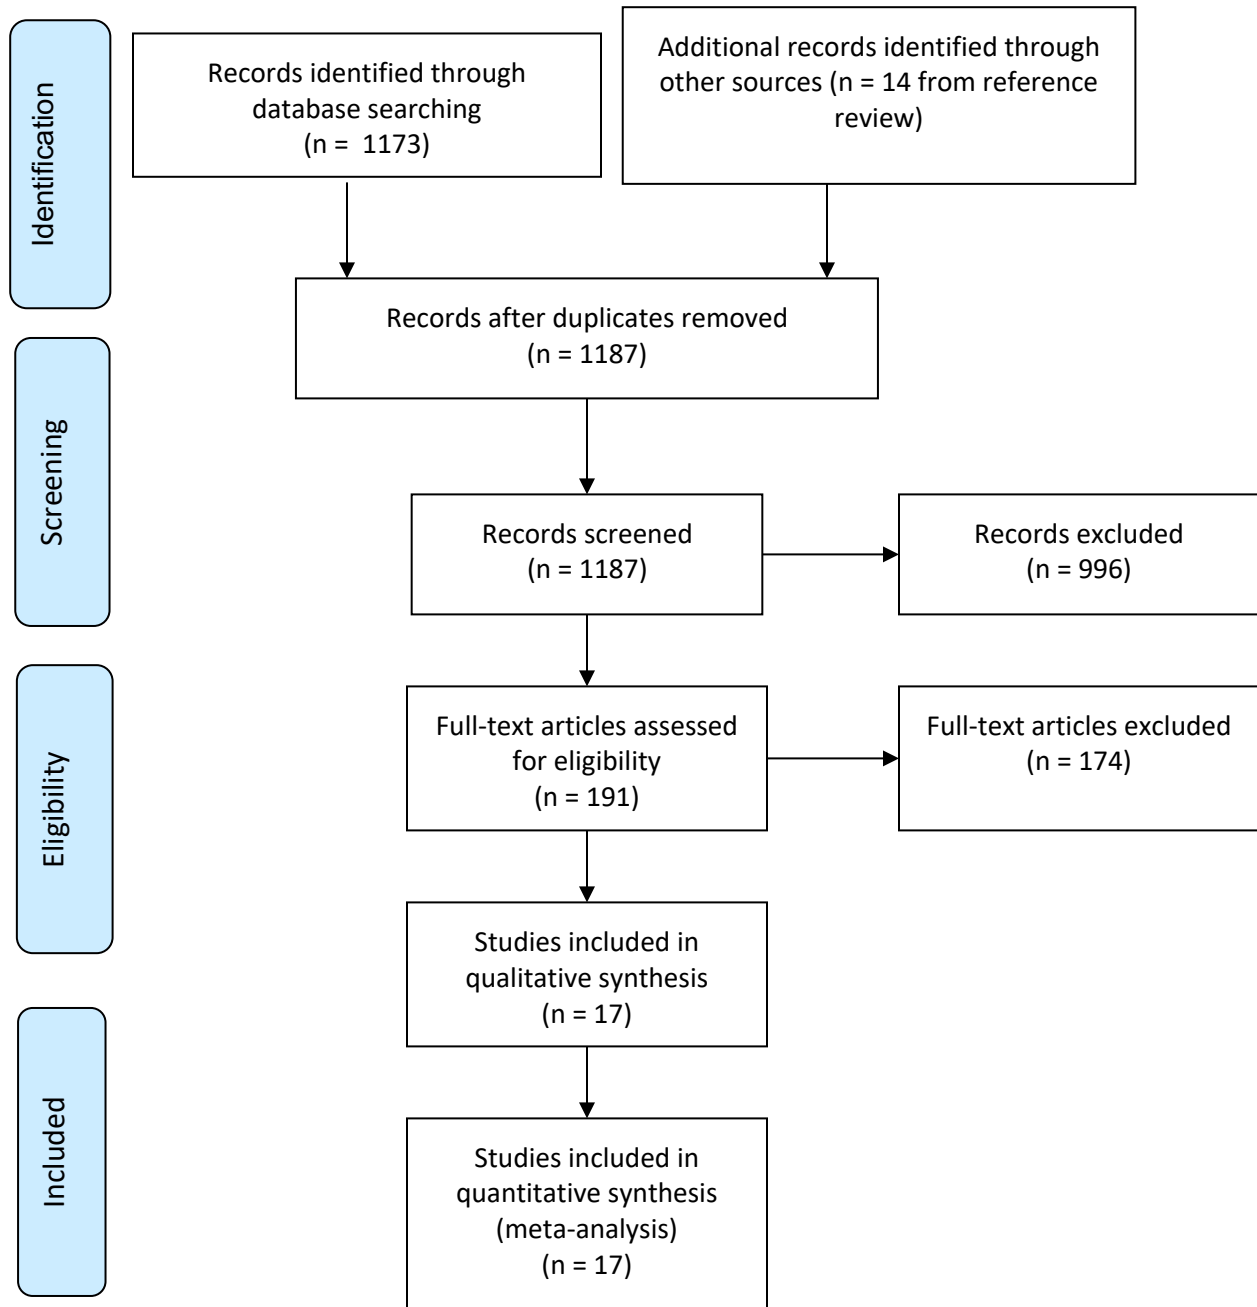 Identification
Records identified through
database searching
(n =  1173)
Additional records identified through
other sources (n = 14 from reference
review)
Records after duplicates removed
(n = 1187)
Screening
Records screened
(n = 1187)
Records excluded
(n = 996)
Eligibility
Full-text articles assessed
for eligibility
(n = 191)
Full-text articles excluded
(n = 174)
Studies included in
qualitative synthesis
(n = 17)
Included
Studies included in
quantitative synthesis
(meta-analysis)
(n = 17)